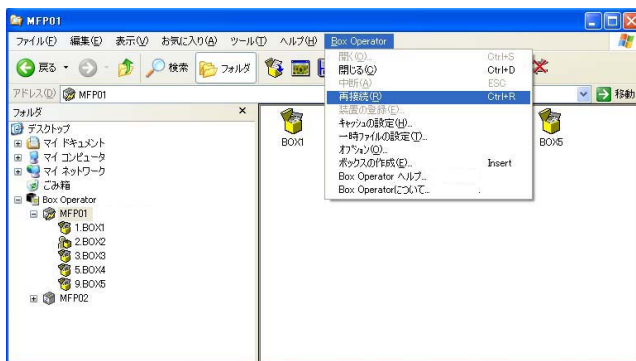 MFP01
ファイル(F) 編集(E) 表示(V) お気に入り(A) ツール(T) ヘルプ(H) Box Operator
戻る 検索 フォルダ
アドレス(D) MFP01 移動
開く(O)... Ctrl+S
閉じる(C) Ctrl+D
中断(A) ESC
再接続(R) Ctrl+R
装置の登録(E)...
キャッシュの設定(H)...
一時ファイルの設定(T)...
オプション(O)...
ボックスの作成(E)... Insert
Box Operator ヘルプ...
Box Operatorについて...
フォルダ ×
デスクトップ
マイ ドキュメント
マイ コンピュータ
マイ ネットワーク
ごみ箱
Box Operator
MFP01
1.BOX1
2.BOX2
3.BOX3
5.BOX4
9.BOX5
MFP02
BOX1
BOX5